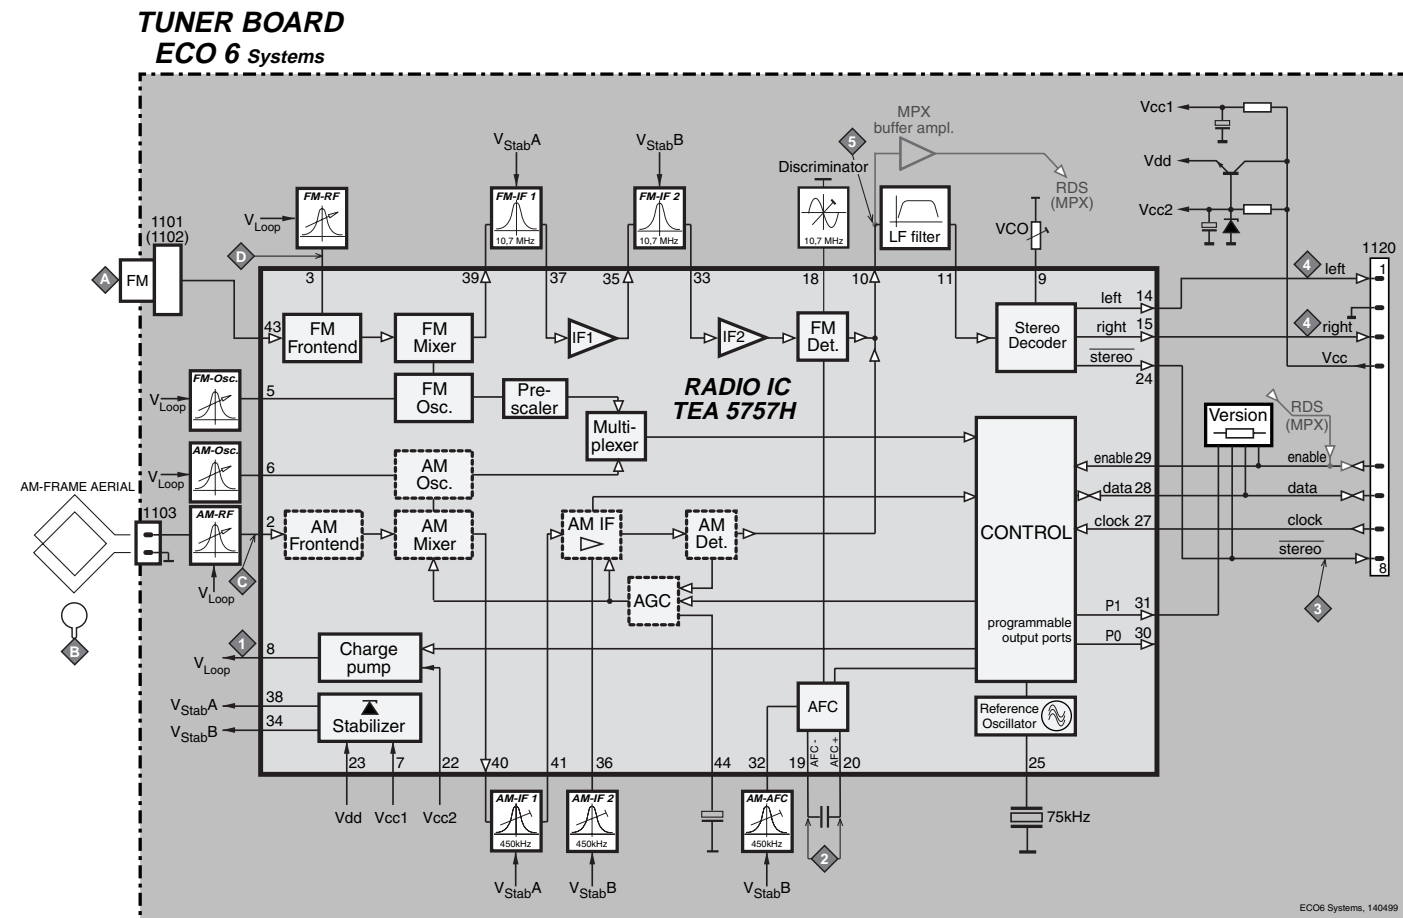 TUNER BOARD
ECO 6 Systems
MPX
buffer ampl.
RDS
(MPX)
Vcc1
Vdd
Vcc2
VStabA
VStabB
5
Discriminator
FM-RF
FM-IF 1
10,7 MHz
FM-IF 2
10,7 MHz
10,7 MHz
LF filter
VCO
VLoop
1101
(1102)
D
A
FM
1120
3
39
37
35
33
18
10
11
9
4
left
1
left
14
43
FM
Frontend
FM
Mixer
IF1
IF2
FM
Det.
Stereo
Decoder
right
15
4
right
Vcc
stereo
24
FM-Osc.
VLoop
5
FM
Osc.
Pre-
scaler
RADIO IC
TEA 5757H
Multi-
plexer
Version
RDS
(MPX)
AM-Osc.
VLoop
6
AM
Osc.
enable 29
enable
AM-FRAME AERIAL
data 28
data
1103
AM-RF
2
AM
Frontend
AM
Mixer
AM IF
AM
Det.
CONTROL
clock 27
clock
stereo
8
C
VLoop
AGC
3
B
programmable
output ports
P1
31
P0
30
1
8
VLoop
Charge
pump
38
VStabA
34
VStabB
Stabilizer
AFC
Reference
Oscillator
AFC -
AFC +
23
7
22
40
41
36
44
32
19
20
25
Vdd
Vcc1
Vcc2
AM-IF 1
450kHz
AM-IF 2
450kHz
AM-AFC
450kHz
2
75kHz
VStabA
VStabB
VStabB
ECO6 Systems, 140499